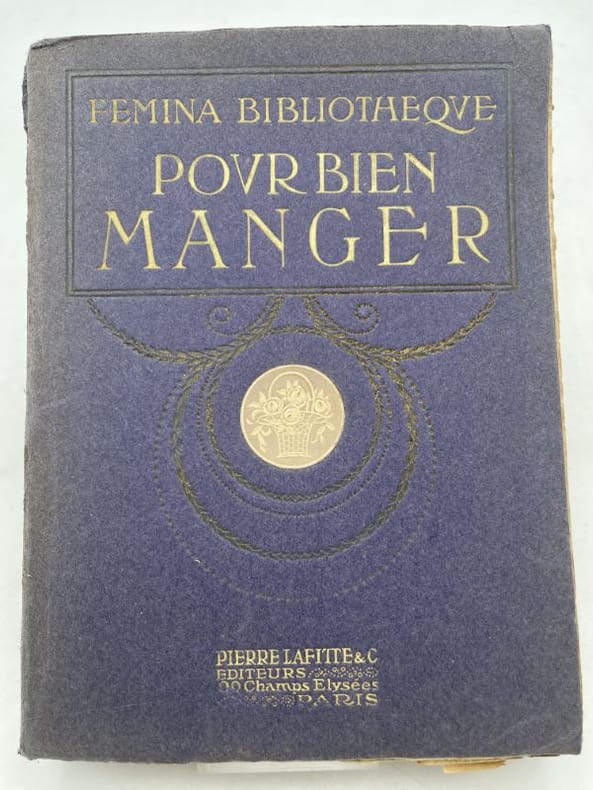 FEMINA BIBLIOTHEQVE
POVR BIEN
MANGER
PIERRE LAFITTE & C
EDITEURS
90 Champs Elysées
PARIS